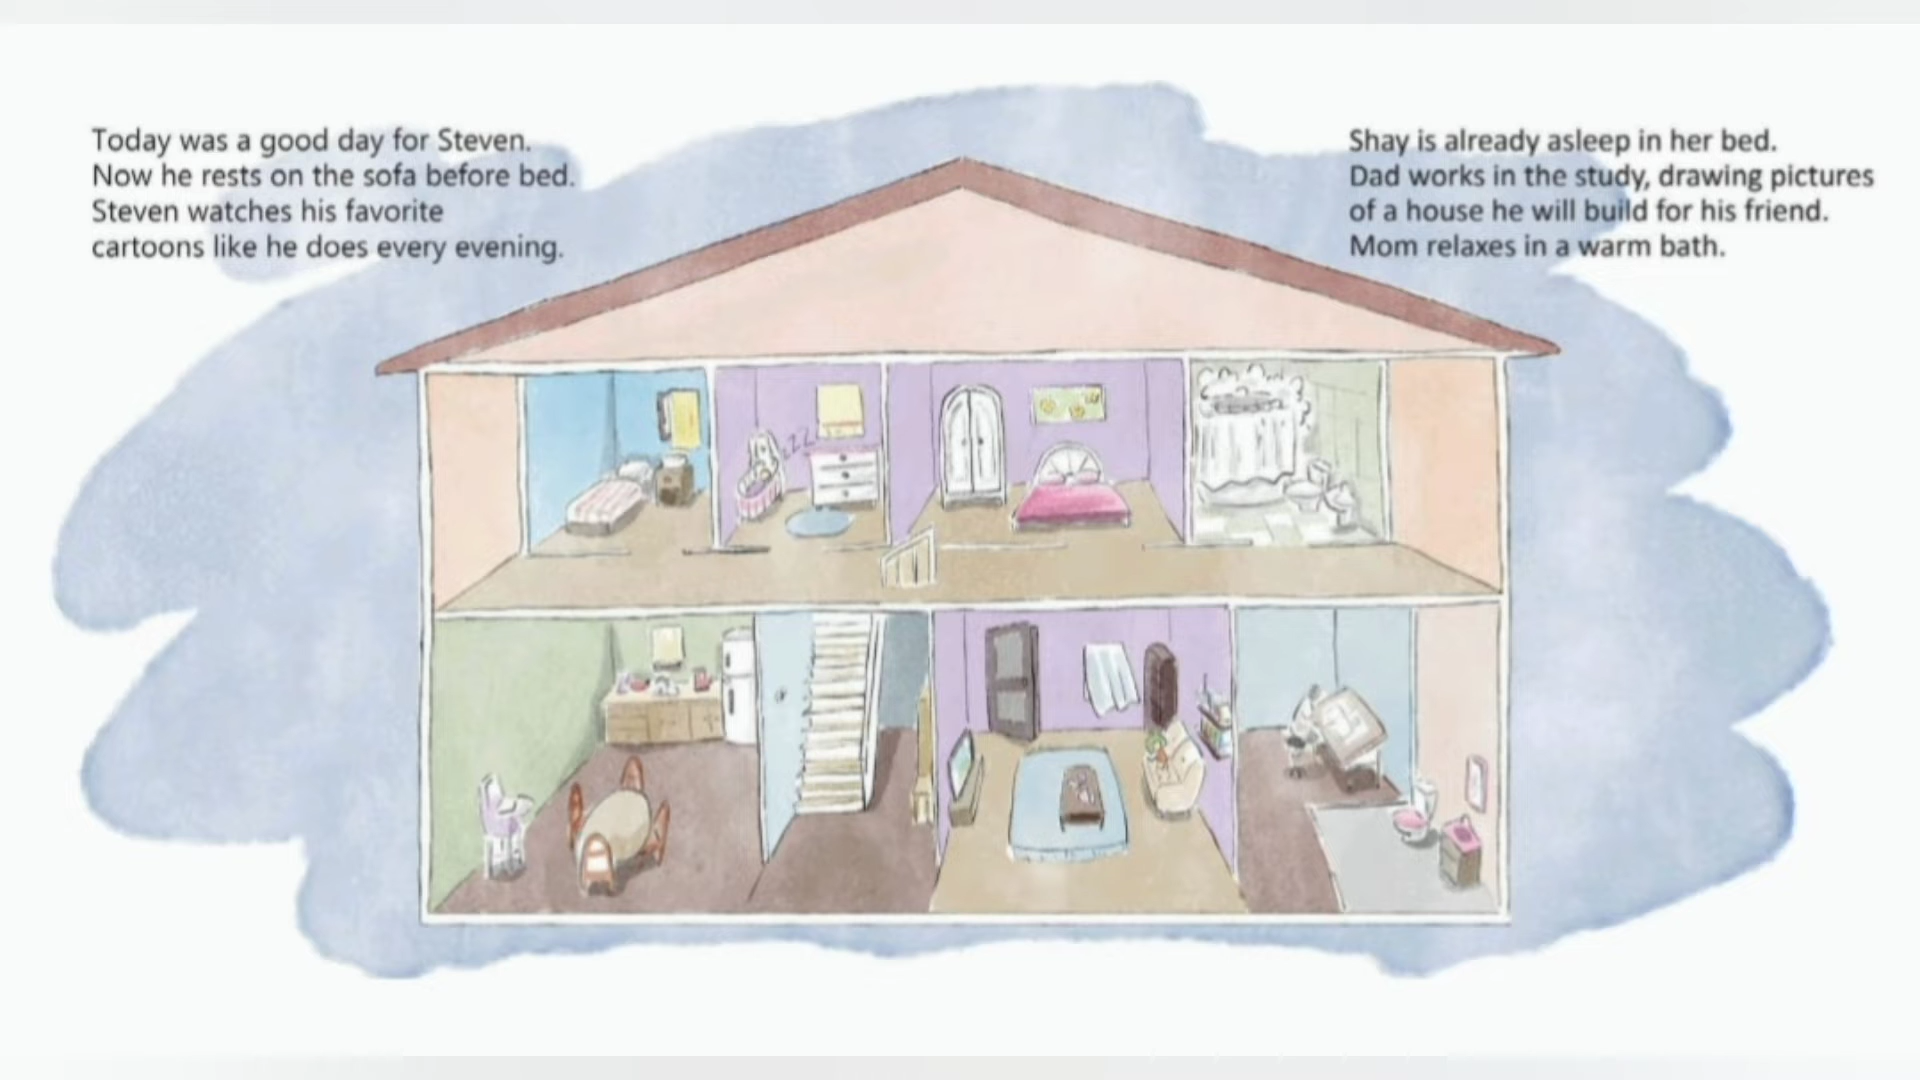 Today was a good day for Steven.
Now he rests on the sofa before bed.
Steven watches his favorite
cartoons like he does every evening.
Shay is already asleep in her bed.
Dad works in the study, drawing pictures
of a house he will build for his friend.
Mom relaxes in a warm bath.
zzz